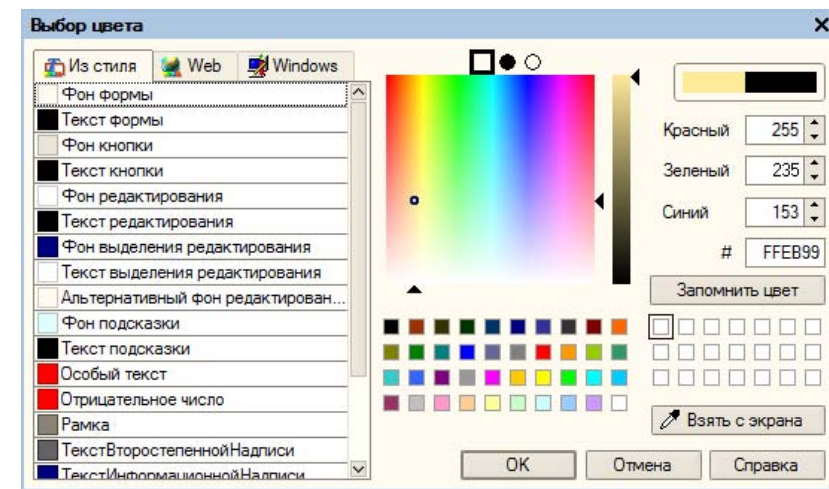 Выбор цвета
Из стиля
Web
Windows
Фон формы
Текст формы
Фон кнопки
Текст кнопки
Фон редактирования
Текст редактирования
Фон выделения редактирования
Текст выделения редактирования
Альтернативный фон редактирован...
Фон подсказки
Текст подсказки
Особый текст
Отрицательное число
Рамка
ТекстВторостепеннойНадписи
ТекстИнформационнойНадписи
Красный 255
Зеленый 235
Синий 153
# FFEB99
Запомнить цвет
Взять с экрана
OK
Отмена
Справка